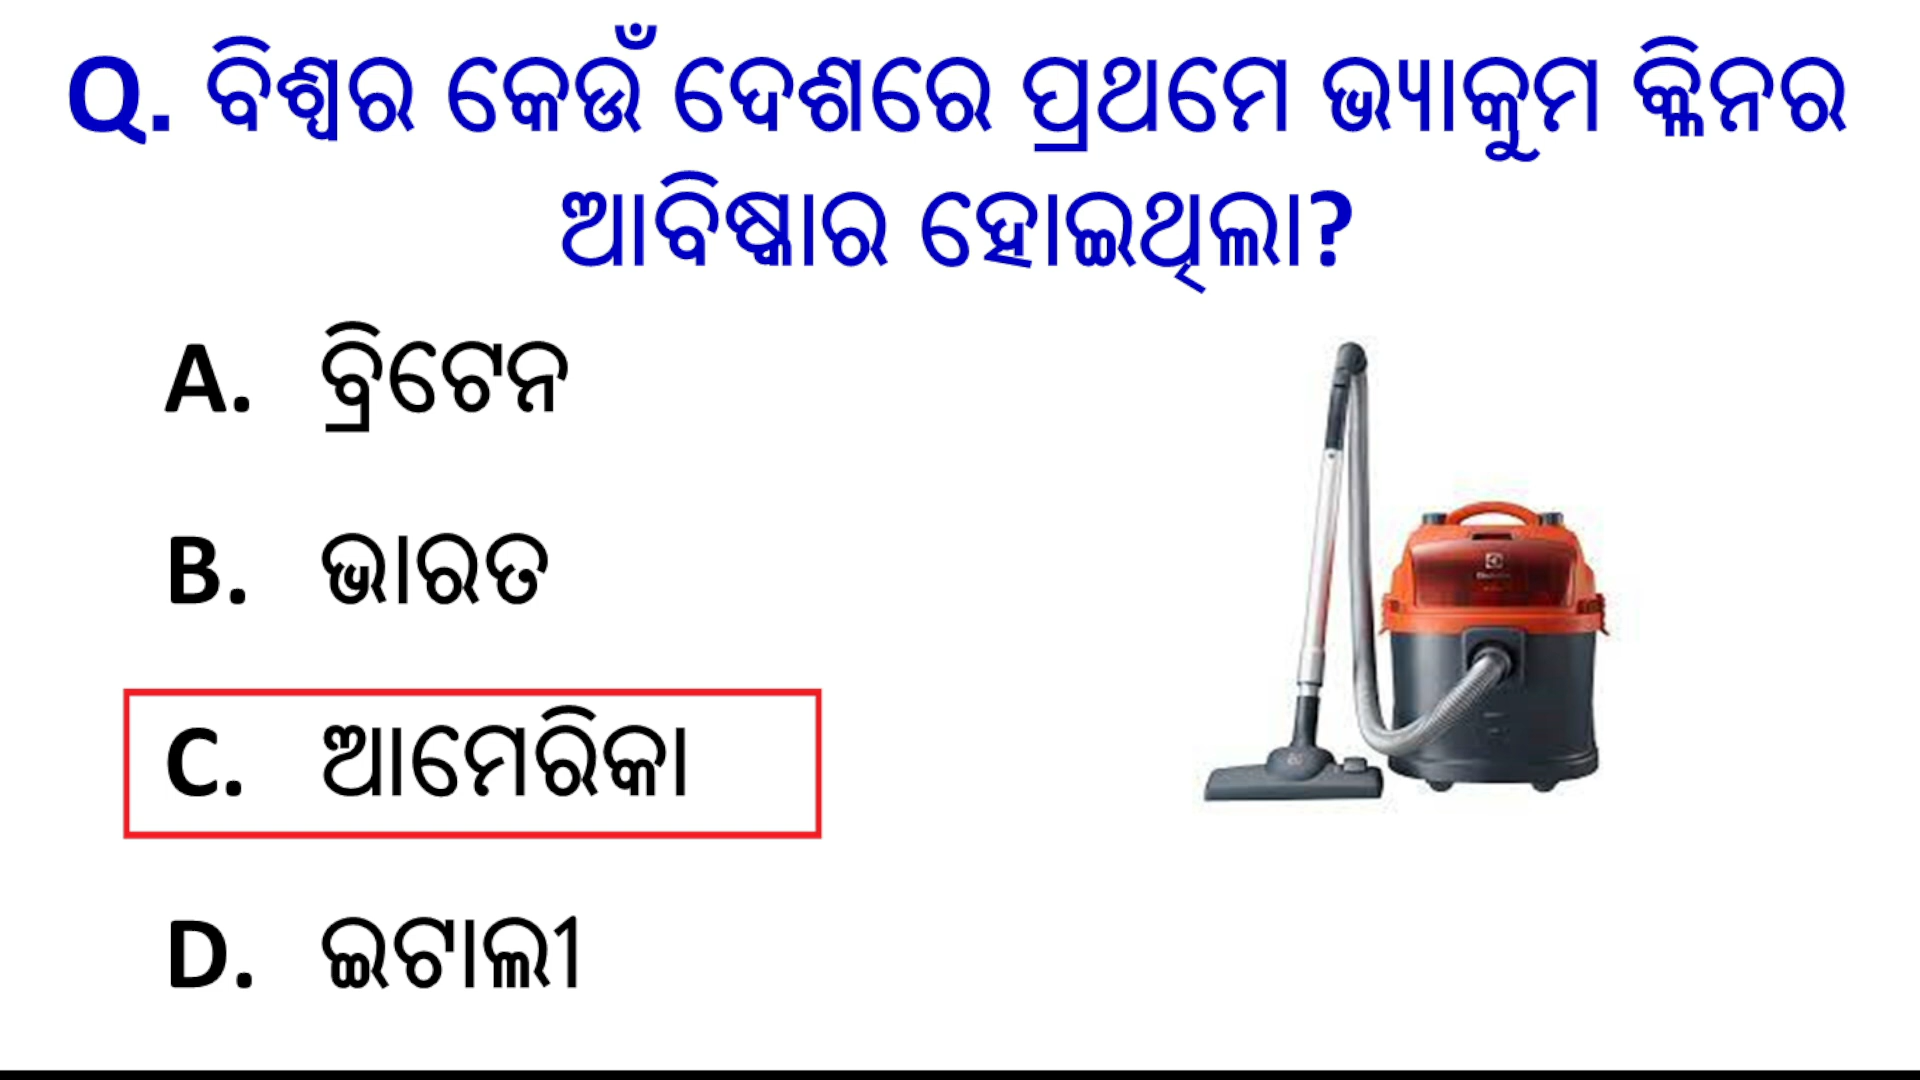 Q. ବିଶ୍ୱର କେଉଁ ଦେଶରେ ପ୍ରଥମେ ଭ୍ୟାକୁମ କ୍ଲିନର
ଆବିଷ୍କାର ହୋଇଥିଲା?
A. ବ୍ରିଟେନ
B. ଭାରତ
C. ଆମେରିକା
D. ଇଟାଲୀ